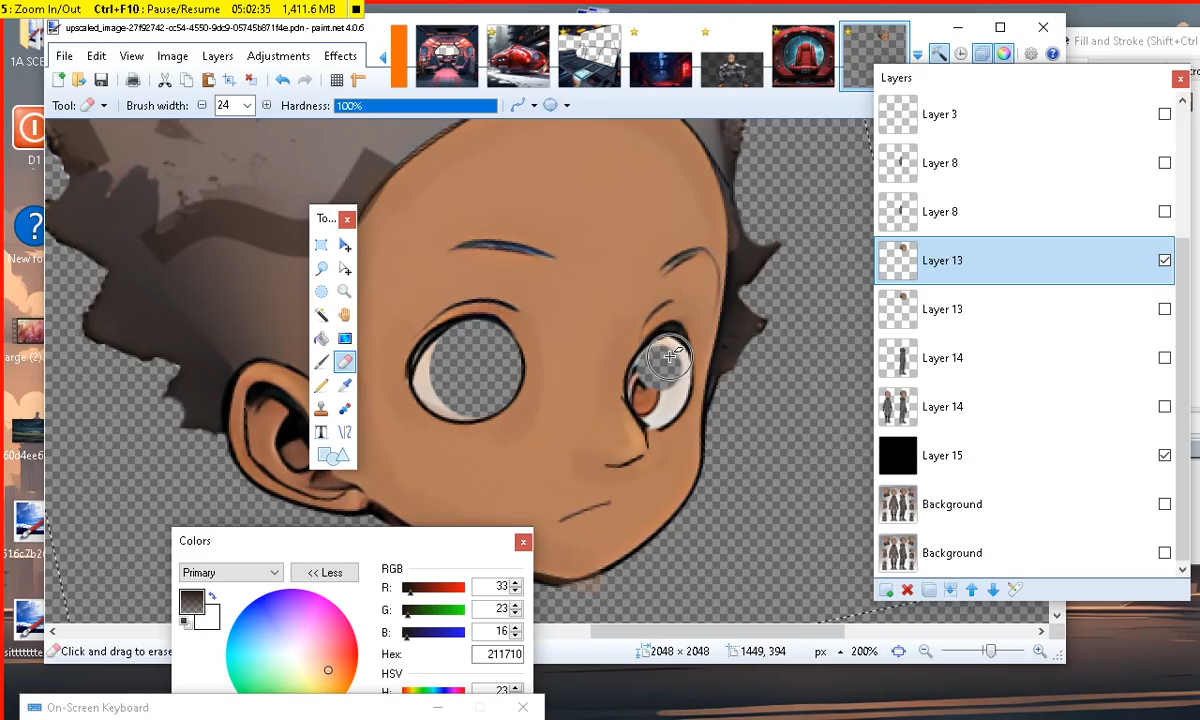 5 : Zoom In/Out    Ctrl+F10 : Pause/Resume    05:02:35    1,411.6 MB
upscaled_image-27f92742-cc54-4550-9dc9-05745b871f4e.pdn - paint.net 4.0.6
Fill and Stroke (Shift+Ctrl
File Edit View Image Layers Adjustments Effects
Tool: Brush width: 24 Hardness: 100%
1A SCE
D1
New fo
arge (2)
60d4ee6
516c7b2
sitttttttte
To...
Layers
Layer 3
Layer 8
Layer 8
Layer 13
Layer 13
Layer 14
Layer 14
Layer 15
Background
Background
Colors
Primary
<< Less
RGB
R: 33
G: 23
B: 16
Hex: 211710
HSV
H: 23
Click and drag to erase
2048 × 2048
1449, 394
px
200%
On-Screen Keyboard